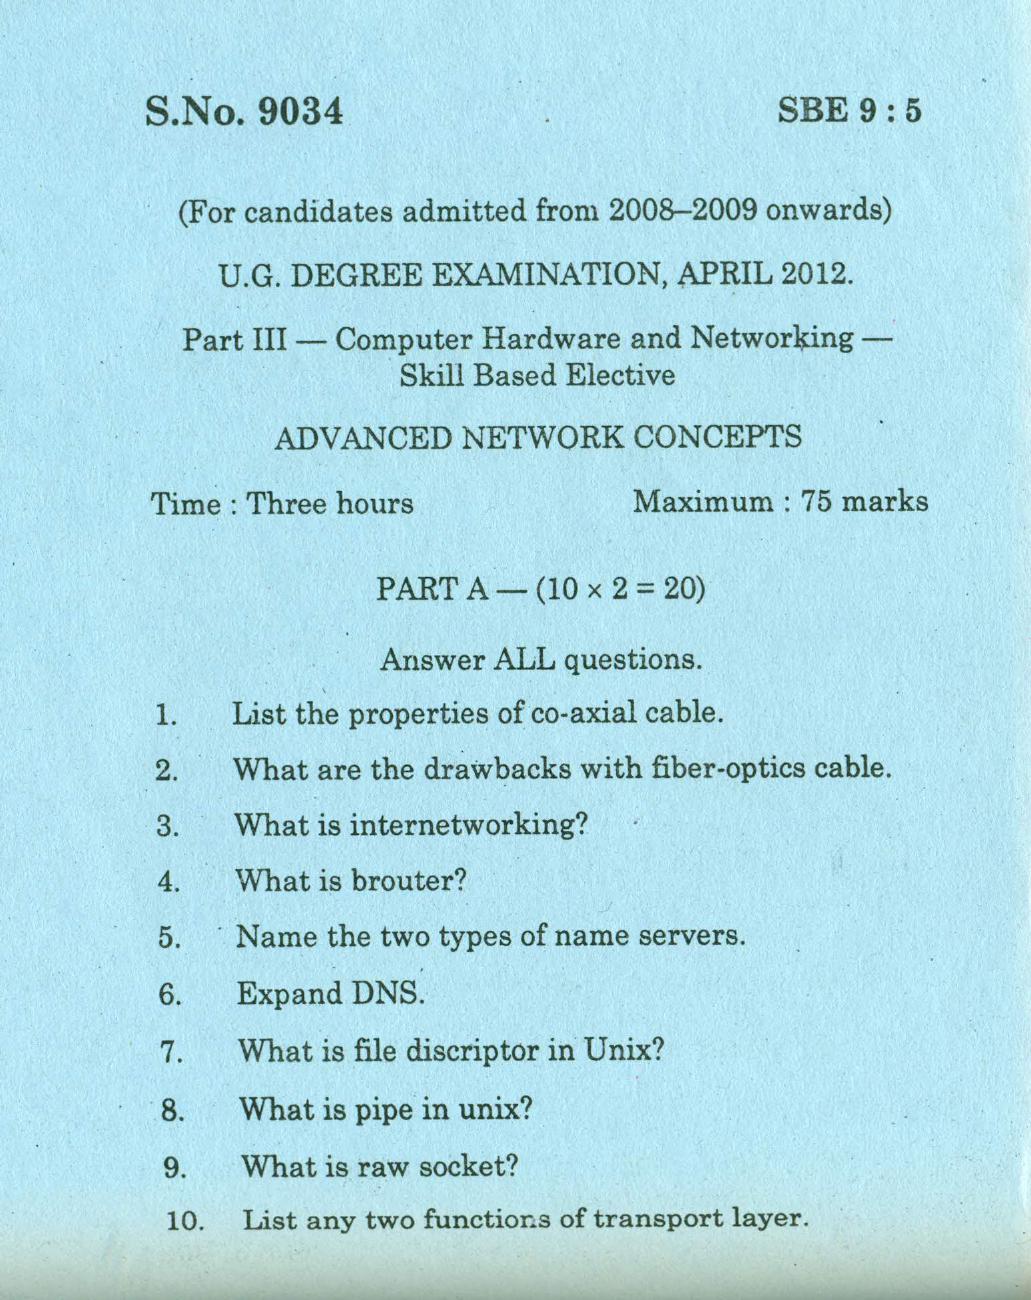 S.No. 9034 SBE 9 : 5
(For candidates admitted from 2008–2009 onwards)
U.G. DEGREE EXAMINATION, APRIL 2012.
Part III — Computer Hardware and Networking —
Skill Based Elective
ADVANCED NETWORK CONCEPTS
Time : Three hours Maximum : 75 marks
PART A — (10 × 2 = 20)
Answer ALL questions.
1. List the properties of co-axial cable.
2. What are the drawbacks with fiber-optics cable.
3. What is internetworking?
4. What is brouter?
5. Name the two types of name servers.
6. Expand DNS.
7. What is file discriptor in Unix?
8. What is pipe in unix?
9. What is raw socket?
10. List any two functions of transport layer.